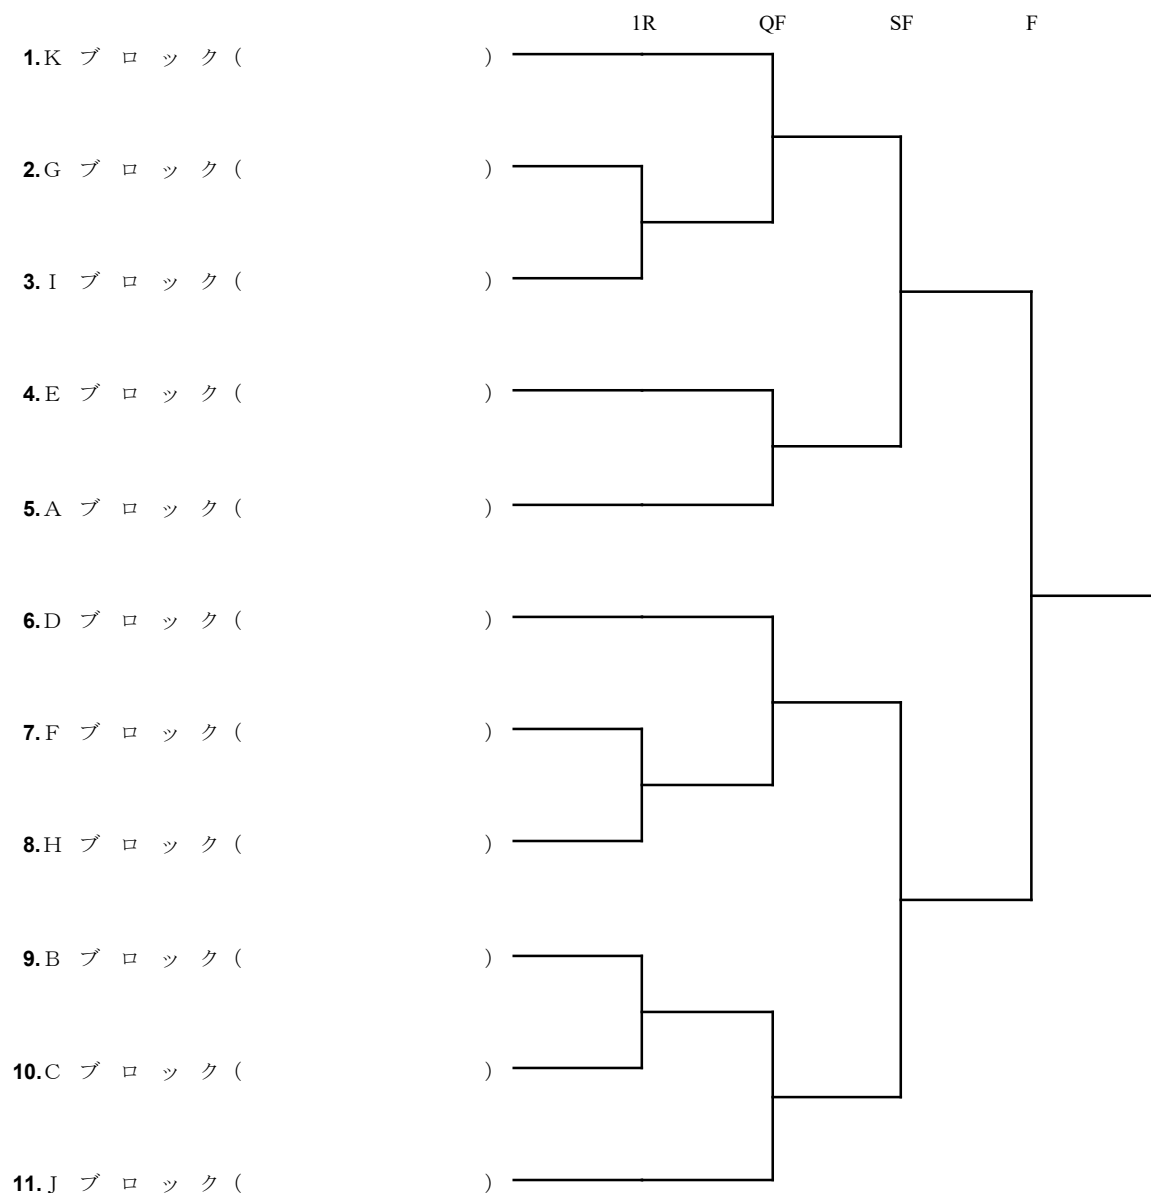 1R QF SF F
1.K ブロック( )
2.G ブロック( )
3.I ブロック( )
4.E ブロック( )
5.A ブロック( )
6.D ブロック( )
7.F ブロック( )
8.H ブロック( )
9.B ブロック( )
10.C ブロック( )
11.J ブロック( )